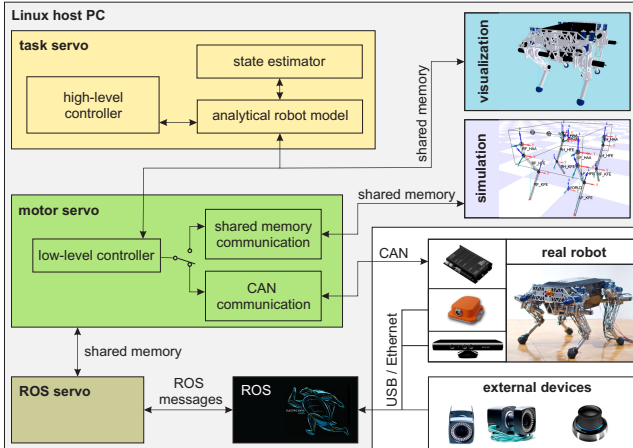 Linux host PC
task servo
state estimator
high-level
controller
analytical robot model
shared memory
visualization
simulation
motor servo
shared memory
communication
low-level controller
CAN
communication
shared memory
CAN
real robot
USB / Ethernet
shared memory
ROS servo
ROS
messages
ROS
external devices